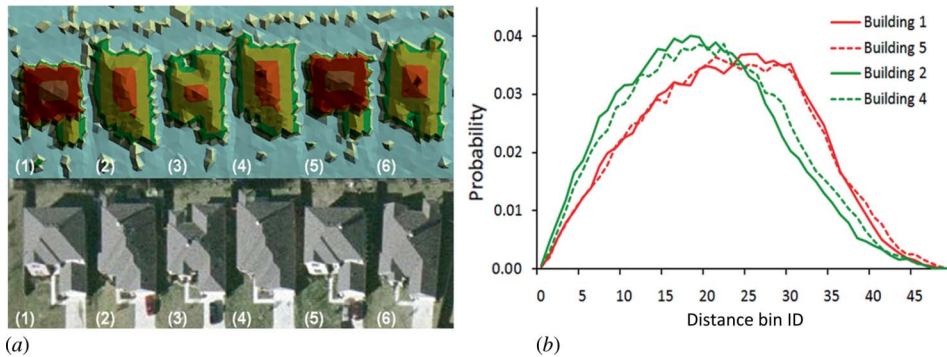 (1) (2) (3) (4) (5) (6)
(1) (2) (3) (4) (5) (6)
(a)
Probability
0.04
0.03
0.02
0.01
0.00
0 5 10 15 20 25 30 35 40 45
Distance bin ID
Building 1
Building 5
Building 2
Building 4
(b)